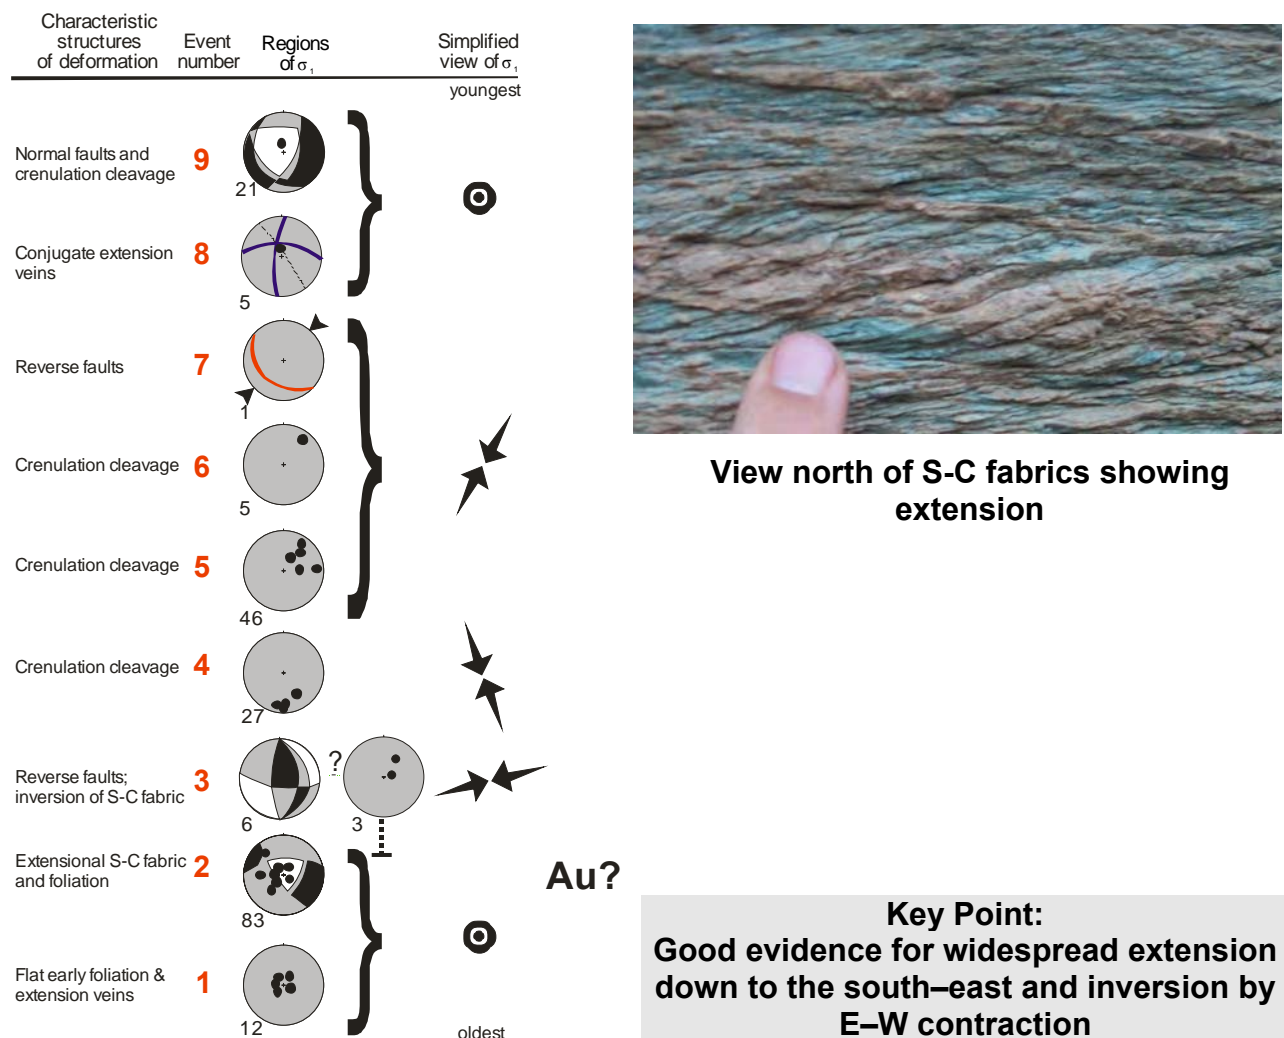 Characteristic
structures
of deformation
Event
number
Regions
of σ₁
Simplified
view of σ₁
youngest
Normal faults and
crenulation cleavage
9
21
Conjugate extension
veins
8
5
Reverse faults
7
1
Crenulation cleavage
6
5
Crenulation cleavage
5
46
Crenulation cleavage
4
27
Reverse faults;
inversion of S-C fabric
3
6
?
3
Extensional S-C fabric
and foliation
2
83
Au?
Flat early foliation &
extension veins
1
12
oldest
View north of S-C fabrics showing
extension
Key Point:
Good evidence for widespread extension
down to the south–east and inversion by
E–W contraction